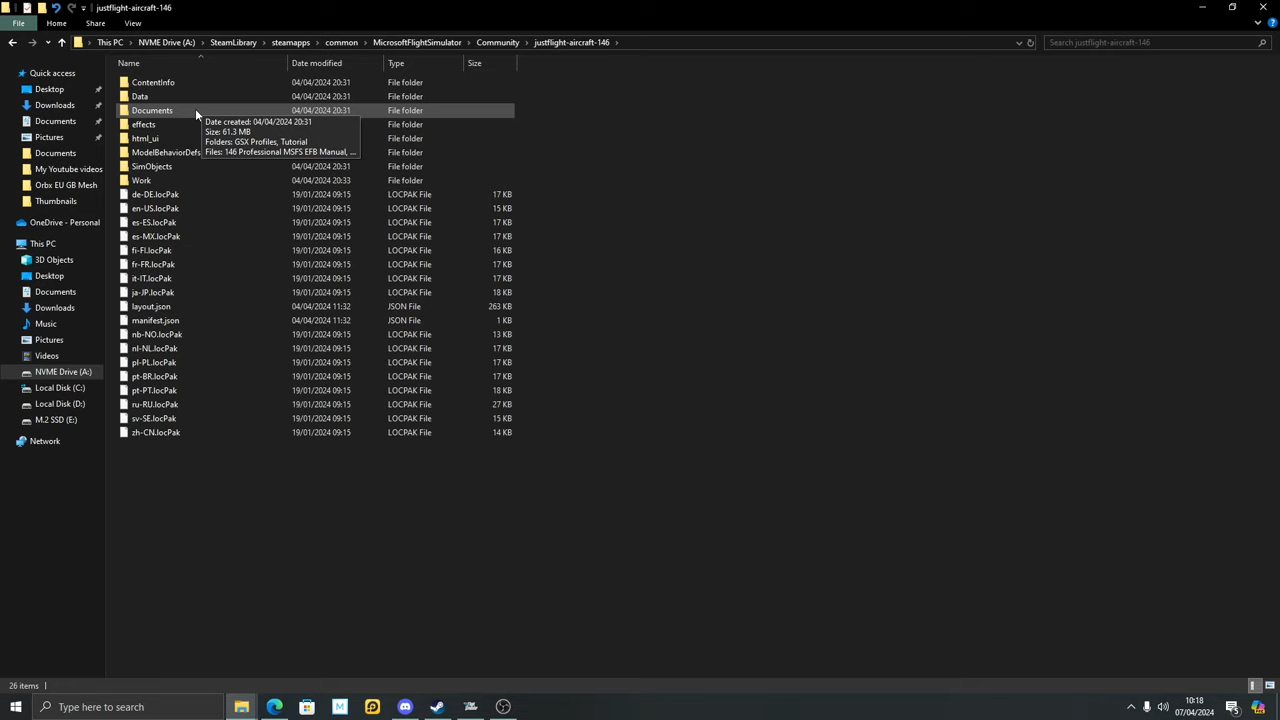 justflight-aircraft-146
File Home Share View
This PC NVME Drive (A:) SteamLibrary steamapps common MicrosoftFlightSimulator Community justflight-aircraft-146 Search justflight-aircraft-146
Name Date modified Type Size
Quick access
Desktop
Downloads
Documents
Pictures
Documents
My Youtube videos
Orbx EU GB Mesh
Thumbnails
OneDrive - Personal
This PC
3D Objects
Desktop
Documents
Downloads
Music
Pictures
Videos
NVME Drive (A:)
Local Disk (C:)
Local Disk (D:)
M.2 SSD (E:)
Network
ContentInfo 04/04/2024 20:31 File folder
Data 04/04/2024 20:31 File folder
Documents 04/04/2024 20:31 File folder
effects File folder
html_ui File folder
ModelBehaviorDefs File folder
Date created: 04/04/2024 20:31
Size: 61.3 MB
Folders: GSX Profiles, Tutorial
Files: 146 Professional MSFS EFB Manual, ...
SimObjects 04/04/2024 20:31 File folder
Work 04/04/2024 20:33 File folder
de-DE.locPak 19/01/2024 09:15 LOCPAK File 17 KB
en-US.locPak 19/01/2024 09:15 LOCPAK File 15 KB
es-ES.locPak 19/01/2024 09:15 LOCPAK File 17 KB
es-MX.locPak 19/01/2024 09:15 LOCPAK File 17 KB
fi-FI.locPak 19/01/2024 09:15 LOCPAK File 16 KB
fr-FR.locPak 19/01/2024 09:15 LOCPAK File 17 KB
it-IT.locPak 19/01/2024 09:15 LOCPAK File 17 KB
ja-JP.locPak 19/01/2024 09:15 LOCPAK File 18 KB
layout.json 04/04/2024 11:32 JSON File 263 KB
manifest.json 04/04/2024 11:32 JSON File 1 KB
nb-NO.locPak 19/01/2024 09:15 LOCPAK File 13 KB
nl-NL.locPak 19/01/2024 09:15 LOCPAK File 17 KB
pl-PL.locPak 19/01/2024 09:15 LOCPAK File 17 KB
pt-BR.locPak 19/01/2024 09:15 LOCPAK File 17 KB
pt-PT.locPak 19/01/2024 09:15 LOCPAK File 18 KB
ru-RU.locPak 19/01/2024 09:15 LOCPAK File 27 KB
sv-SE.locPak 19/01/2024 09:15 LOCPAK File 15 KB
zh-CN.locPak 19/01/2024 09:15 LOCPAK File 14 KB
26 items
Type here to search
M
10:18
07/04/2024